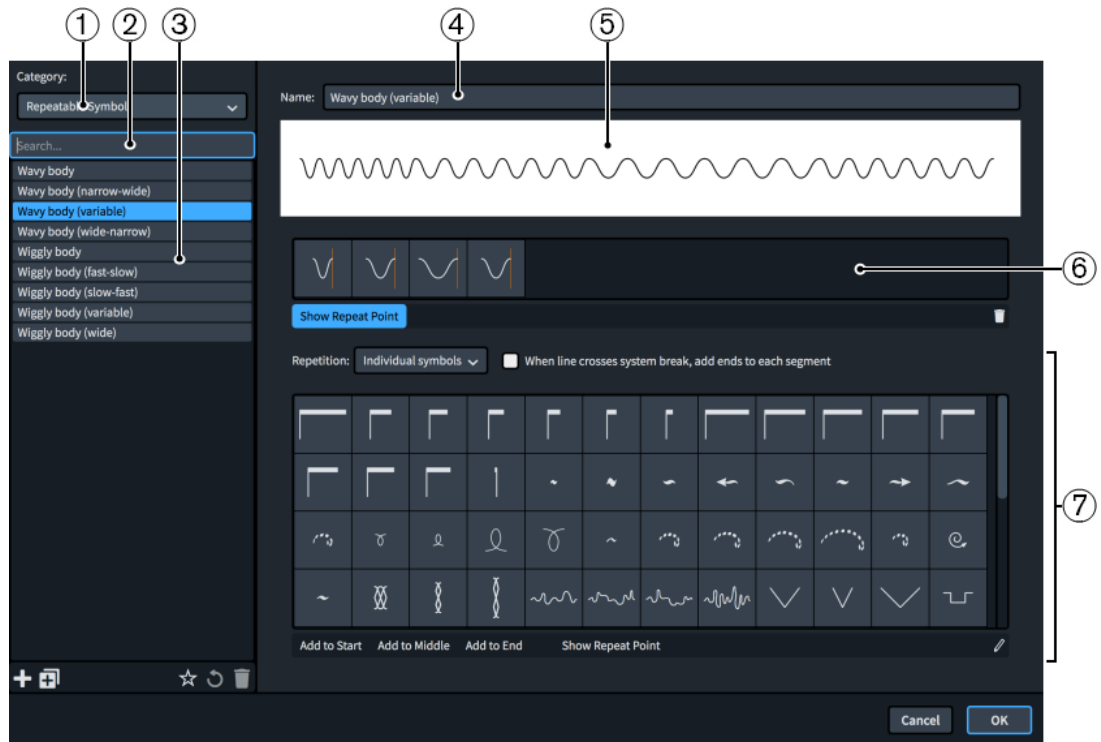 ① ② ③ ④ ⑤
Category:
Repeatable Symbol
Search...
Wavy body
Wavy body (narrow-wide)
Wavy body (variable)
Wavy body (wide-narrow)
Wiggly body
Wiggly body (fast-slow)
Wiggly body (slow-fast)
Wiggly body (variable)
Wiggly body (wide)
Name: Wavy body (variable)
⑥
Show Repeat Point
Repetition: Individual symbols When line crosses system break, add ends to each segment
⑦
Add to Start Add to Middle Add to End Show Repeat Point
Cancel OK